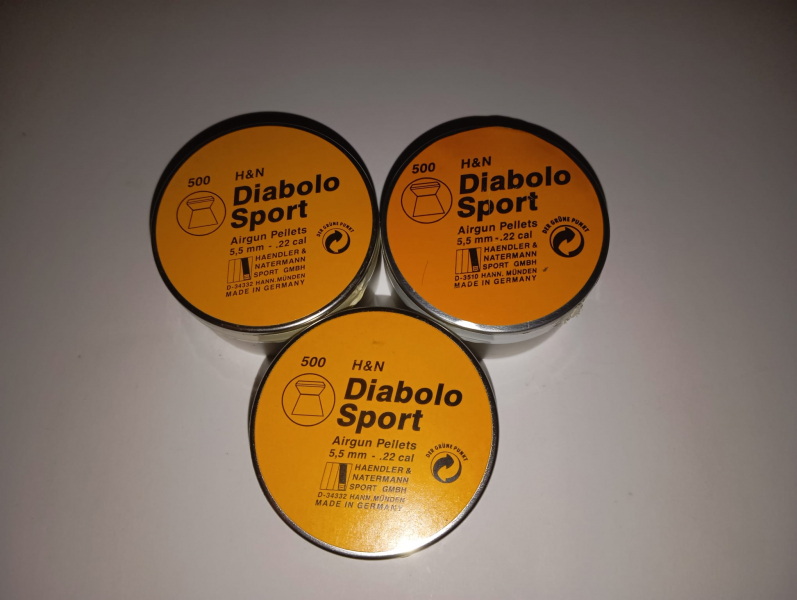 500
H&N
Diabolo
Sport
Airgun Pellets
5,5 mm - .22 cal
HAENDLER &
NATERMANN
SPORT GMBH
D-34332 HANN. MÜNDEN
MADE IN GERMANY
DER GRÜNE PUNKT
500
H&N
Diabolo
Sport
Airgun Pellets
5,5 mm - .22 cal
HAENDLER &
NATERMANN
SPORT GMBH
D-3510 HANN. MÜNDEN
MADE IN GERMANY
DER GRÜNE PUNKT
500
H&N
Diabolo
Sport
Airgun Pellets
5,5 mm - .22 cal
HAENDLER &
NATERMANN
SPORT GMBH
D-34332 HANN. MÜNDEN
MADE IN GERMANY
DER GRÜNE PUNKT